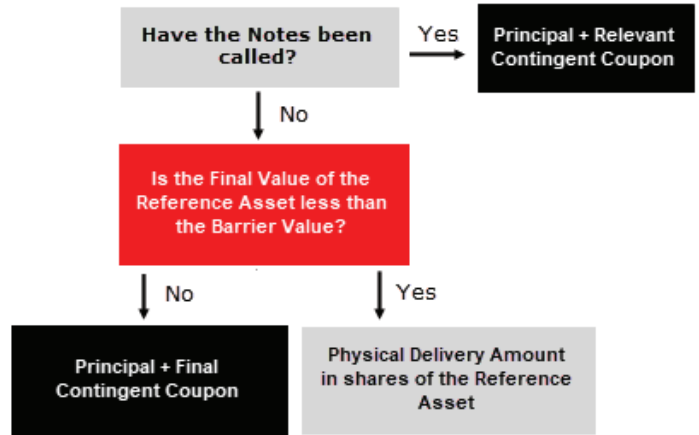 Have the Notes been
called?
Yes
Principal + Relevant
Contingent Coupon
No
Is the Final Value of the
Reference Asset less than
the Barrier Value?
No
Yes
Principal + Final
Contingent Coupon
Physical Delivery Amount
in shares of the Reference
Asset